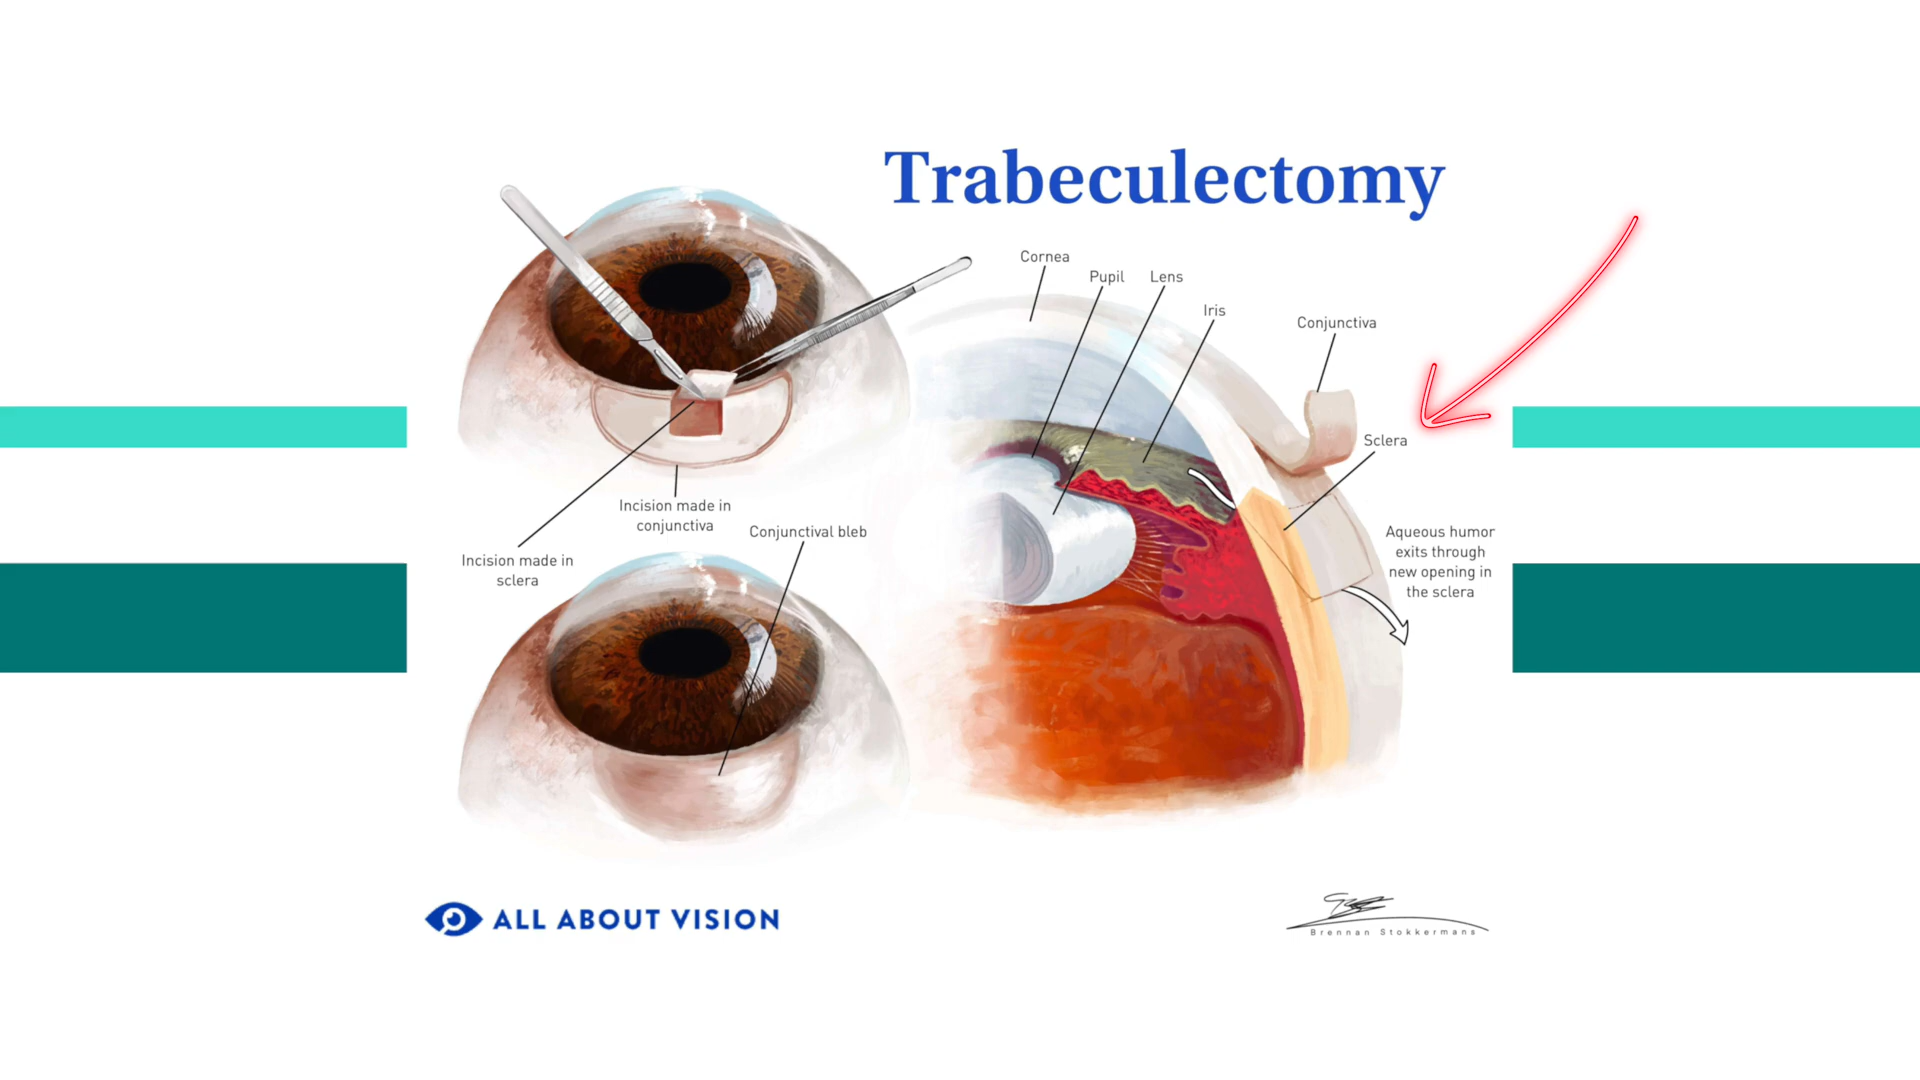 Trabeculectomy
Cornea
Pupil
Lens
Iris
Conjunctiva
Sclera
Incision made in
conjunctiva
Conjunctival bleb
Incision made in
sclera
Aqueous humor
exits through
new opening in
the sclera
ALL ABOUT VISION
Brennan Stokkermans